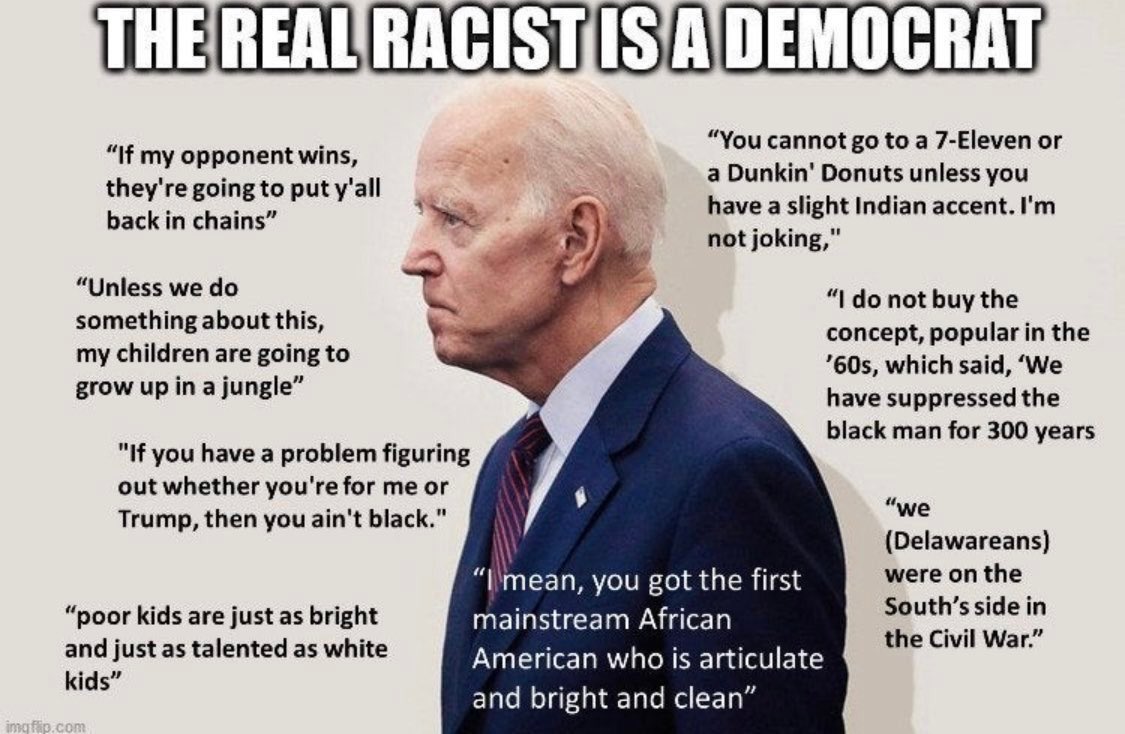 THE REAL RACIST IS A DEMOCRAT
“If my opponent wins,
they're going to put y'all
back in chains”
“You cannot go to a 7-Eleven or
a Dunkin' Donuts unless you
have a slight Indian accent. I'm
not joking,"
“Unless we do
something about this,
my children are going to
grow up in a jungle”
“I do not buy the
concept, popular in the
’60s, which said, ‘We
have suppressed the
black man for 300 years
"If you have a problem figuring
out whether you're for me or
Trump, then you ain't black."
“we
(Delawareans)
were on the
South’s side in
the Civil War.”
“poor kids are just as bright
and just as talented as white
kids”
“I mean, you got the first
mainstream African
American who is articulate
and bright and clean”
imgflip.com